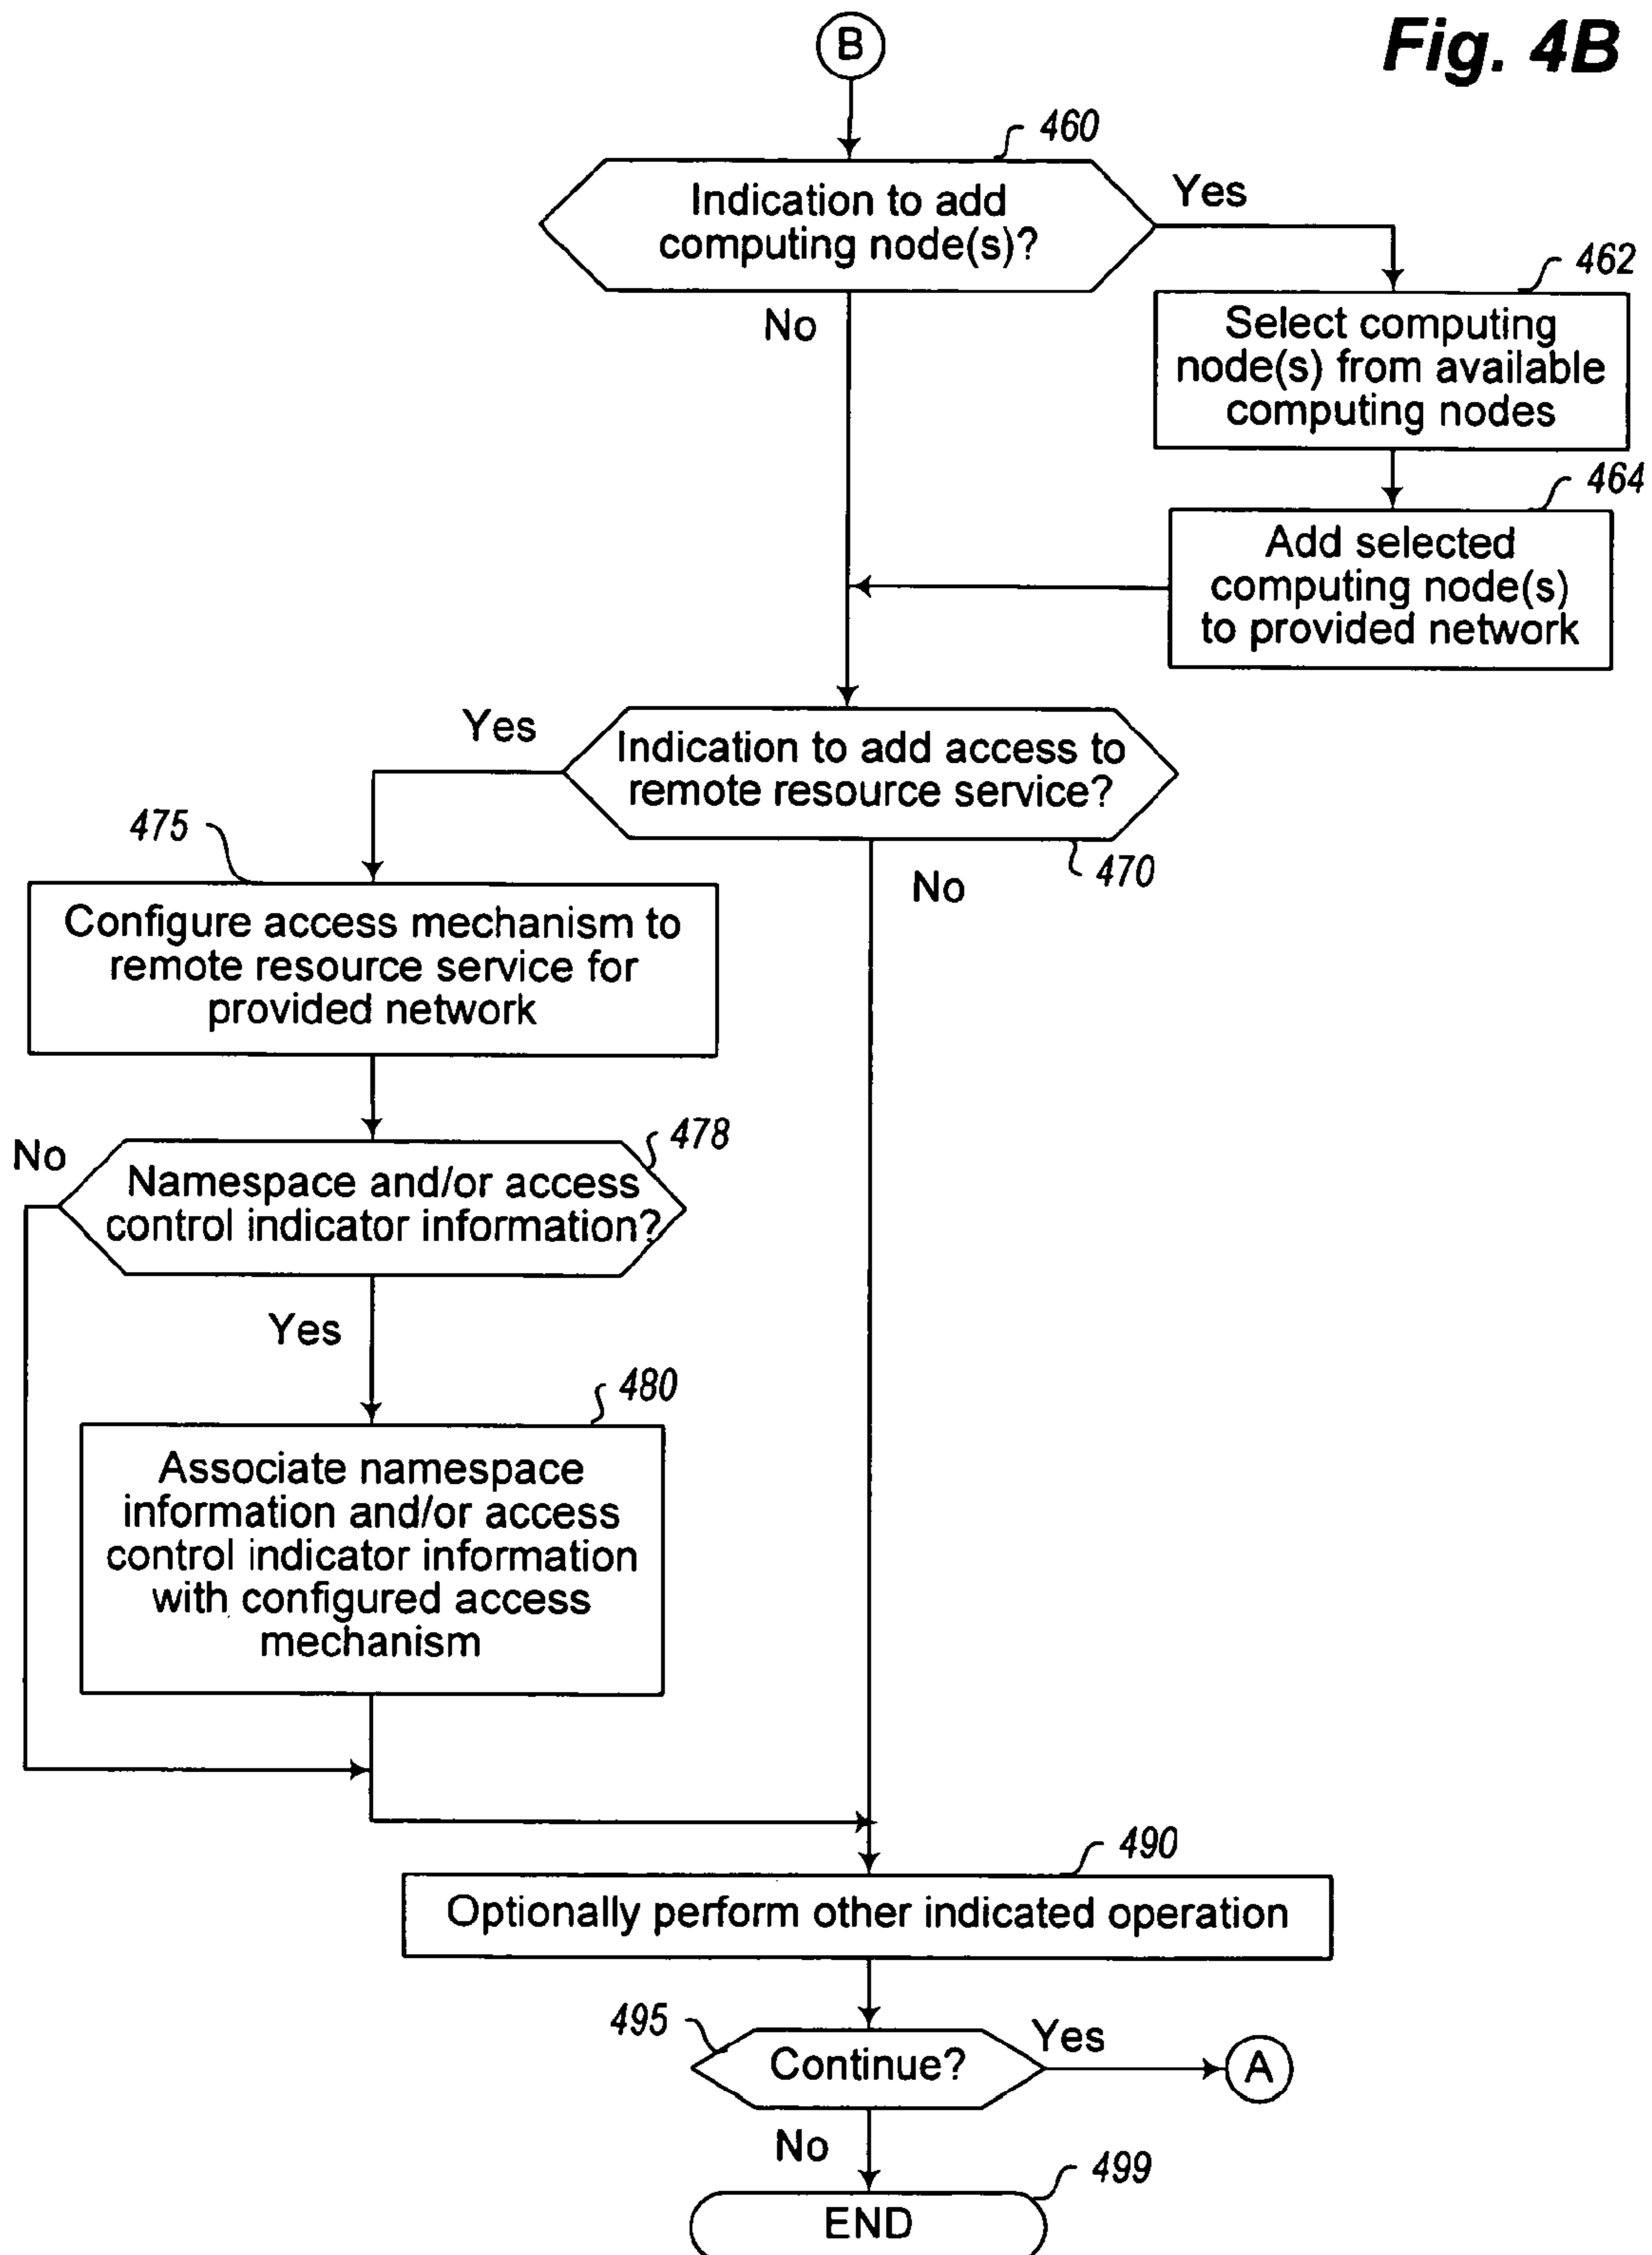 Fig. 4B
B
460
Indication to add
computing node(s)?
Yes
No
462
Select computing
node(s) from available
computing nodes
464
Add selected
computing node(s)
to provided network
Yes
Indication to add access to
remote resource service?
470
No
475
Configure access mechanism to
remote resource service for
provided network
478
No
Namespace and/or access
control indicator information?
Yes
480
Associate namespace
information and/or access
control indicator information
with configured access
mechanism
490
Optionally perform other indicated operation
495
Continue?
Yes
A
No
499
END